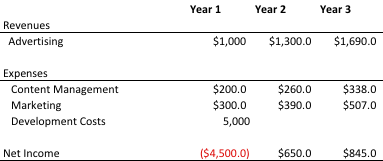 Year 1 Year 2 Year 3
Revenues
Advertising $1,000 $1,300.0 $1,690.0
Expenses
Content Management $200.0 $260.0 $338.0
Marketing $300.0 $390.0 $507.0
Development Costs 5,000
Net Income ($4,500.0) $650.0 $845.0